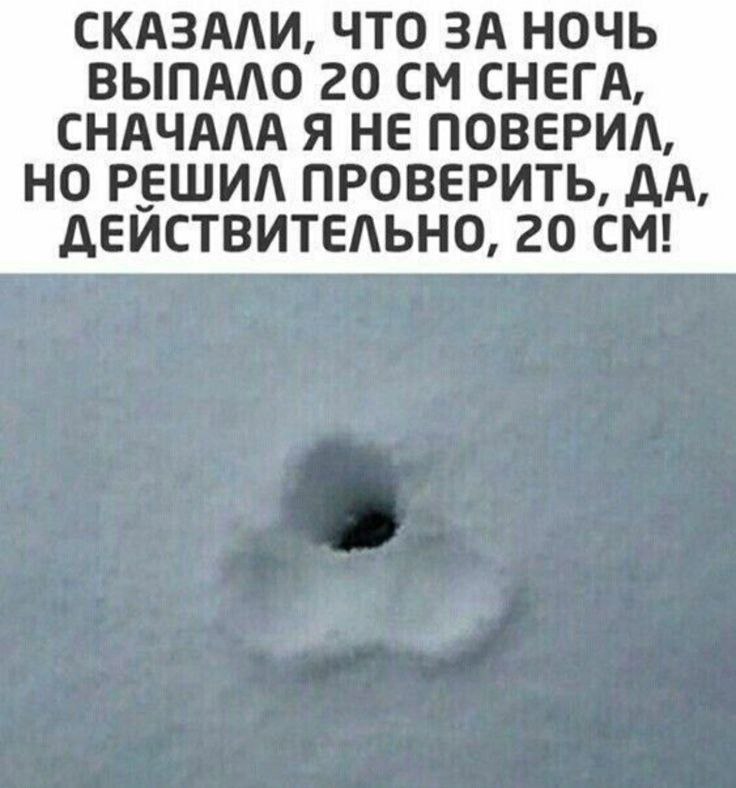 СКАЗАЛИ, ЧТО ЗА НОЧЬ
ВЫПАЛО 20 СМ СНЕГА,
СНАЧАЛА Я НЕ ПОВЕРИЛ,
НО РЕШИЛ ПРОВЕРИТЬ, ДА,
ДЕЙСТВИТЕЛЬНО, 20 СМ!